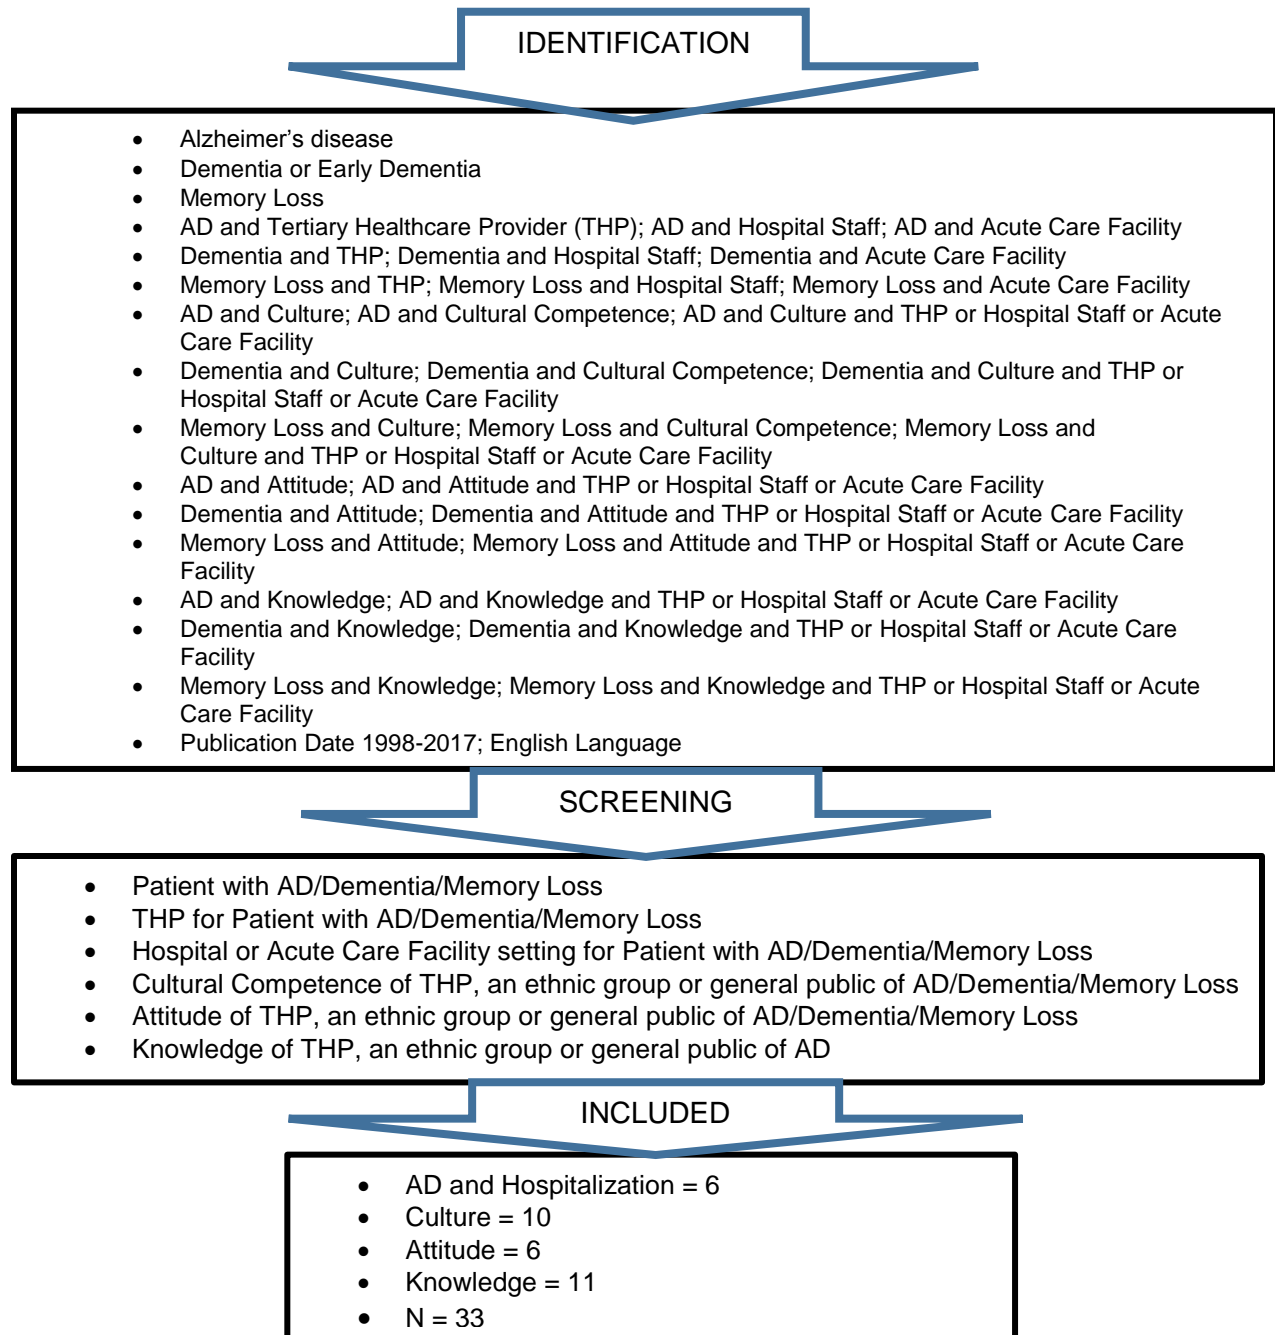 IDENTIFICATION
• Alzheimer’s disease
• Dementia or Early Dementia
• Memory Loss
• AD and Tertiary Healthcare Provider (THP); AD and Hospital Staff; AD and Acute Care Facility
• Dementia and THP; Dementia and Hospital Staff; Dementia and Acute Care Facility
• Memory Loss and THP; Memory Loss and Hospital Staff; Memory Loss and Acute Care Facility
• AD and Culture; AD and Cultural Competence; AD and Culture and THP or Hospital Staff or Acute
Care Facility
• Dementia and Culture; Dementia and Cultural Competence; Dementia and Culture and THP or
Hospital Staff or Acute Care Facility
• Memory Loss and Culture; Memory Loss and Cultural Competence; Memory Loss and
Culture and THP or Hospital Staff or Acute Care Facility
• AD and Attitude; AD and Attitude and THP or Hospital Staff or Acute Care Facility
• Dementia and Attitude; Dementia and Attitude and THP or Hospital Staff or Acute Care Facility
• Memory Loss and Attitude; Memory Loss and Attitude and THP or Hospital Staff or Acute Care
Facility
• AD and Knowledge; AD and Knowledge and THP or Hospital Staff or Acute Care Facility
• Dementia and Knowledge; Dementia and Knowledge and THP or Hospital Staff or Acute Care
Facility
• Memory Loss and Knowledge; Memory Loss and Knowledge and THP or Hospital Staff or Acute
Care Facility
• Publication Date 1998-2017; English Language
SCREENING
• Patient with AD/Dementia/Memory Loss
• THP for Patient with AD/Dementia/Memory Loss
• Hospital or Acute Care Facility setting for Patient with AD/Dementia/Memory Loss
• Cultural Competence of THP, an ethnic group or general public of AD/Dementia/Memory Loss
• Attitude of THP, an ethnic group or general public of AD/Dementia/Memory Loss
• Knowledge of THP, an ethnic group or general public of AD
INCLUDED
• AD and Hospitalization = 6
• Culture = 10
• Attitude = 6
• Knowledge = 11
• N = 33